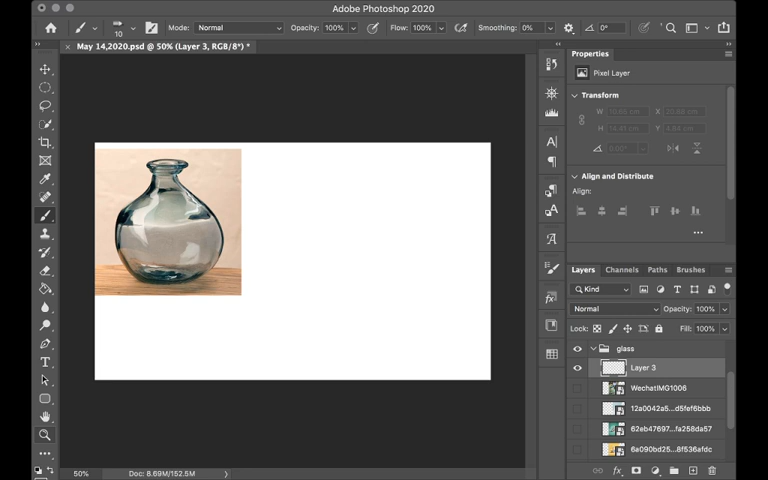 Adobe Photoshop 2020
10 Mode: Normal Opacity: 100% Flow: 100% Smoothing: 0% 0°
× May 14,2020.psd @ 50% (Layer 3, RGB/8*) *
Properties
Pixel Layer
Transform
W X
H Y
0.00°
Align and Distribute
Align:
Layers Channels Paths Brushes
Kind
Normal Opacity: 100%
Lock: Fill: 100%
glass
Layer 3
WechatIMG1006
12a0042a5...d5fef6bbb
62eb47697...fa258da57
6a090bd25...8f536afdc
50% Doc: 8.69M/152.5M